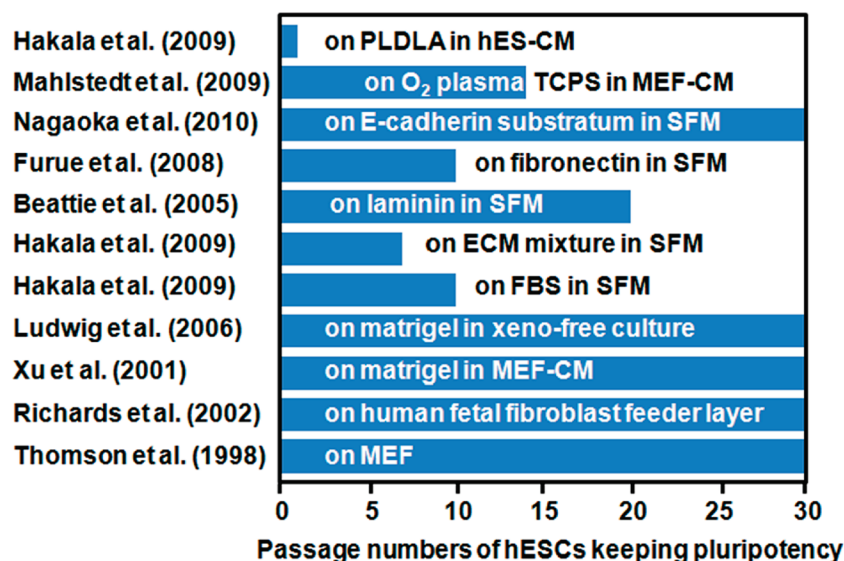 Hakala et al. (2009) on PLDLA in hES-CM
Mahlstedt et al. (2009) on O₂ plasma TCPS in MEF-CM
Nagaoka et al. (2010) on E-cadherin substratum in SFM
Furue et al. (2008) on fibronectin in SFM
Beattie et al. (2005) on laminin in SFM
Hakala et al. (2009) on ECM mixture in SFM
Hakala et al. (2009) on FBS in SFM
Ludwig et al. (2006) on matrigel in xeno-free culture
Xu et al. (2001) on matrigel in MEF-CM
Richards et al. (2002) on human fetal fibroblast feeder layer
Thomson et al. (1998) on MEF
0 5 10 15 20 25 30
Passage numbers of hESCs keeping pluripotency